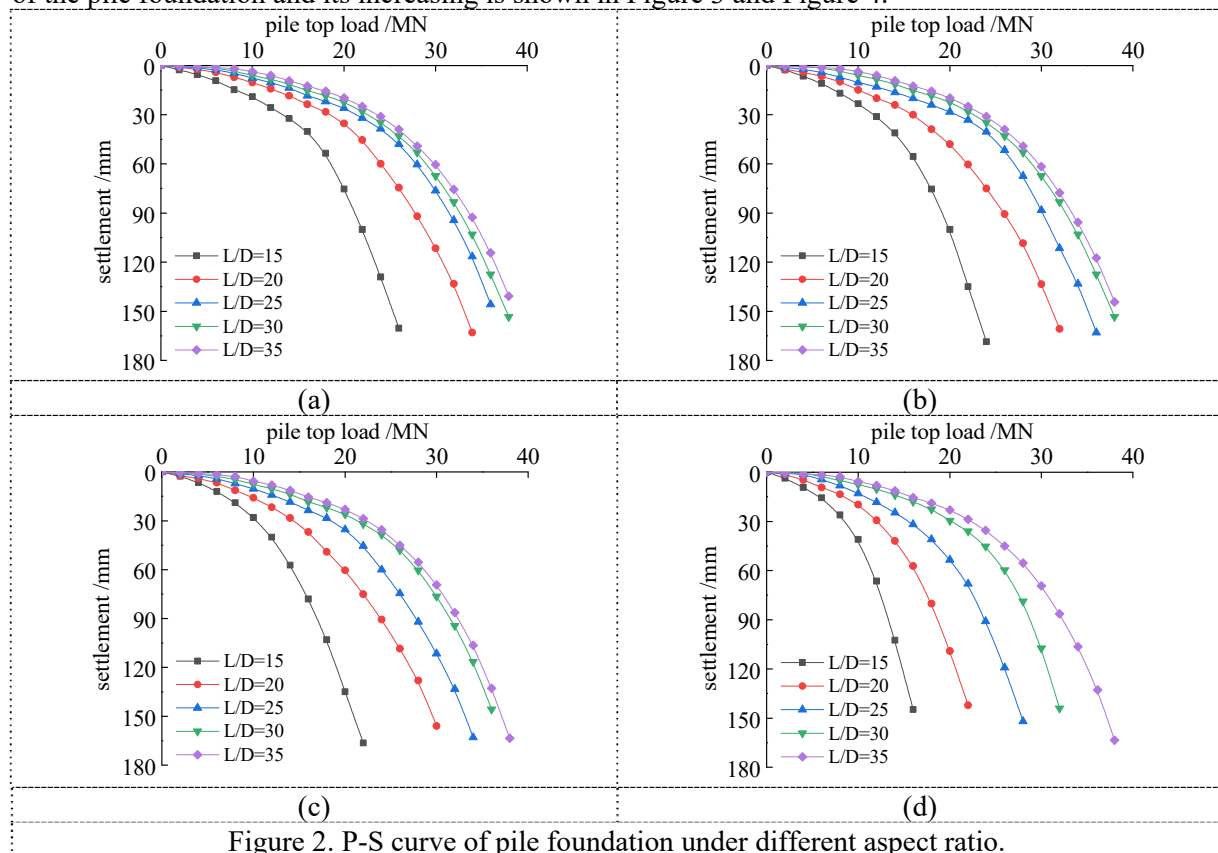 of the pile foundation and its increasing is shown in Figure 3 and Figure 4.
pile top load /MN
0 10 20 30 40
0
30
60
90
120
150
180
settlement /mm
L/D=15
L/D=20
L/D=25
L/D=30
L/D=35
(a)
pile top load /MN
0 10 20 30 40
0
30
60
90
120
150
180
settlement /mm
L/D=15
L/D=20
L/D=25
L/D=30
L/D=35
(b)
pile top load /MN
0 10 20 30 40
0
30
60
90
120
150
180
settlement /mm
L/D=15
L/D=20
L/D=25
L/D=30
L/D=35
(c)
pile top load /MN
0 10 20 30 40
0
30
60
90
120
150
180
settlement /mm
L/D=15
L/D=20
L/D=25
L/D=30
L/D=35
(d)
Figure 2. P-S curve of pile foundation under different aspect ratio.